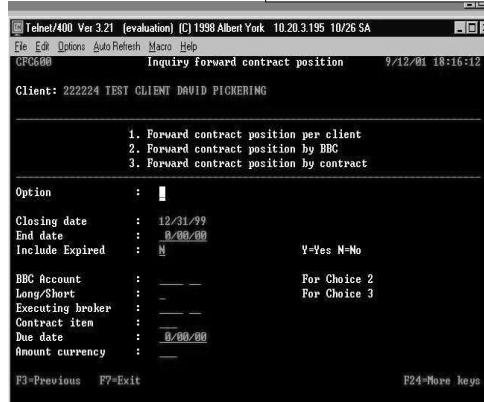 Telnet/400 Ver 3.21 (evaluation) (C) 1998 Albert York 10.20.3.195 10/26 SA
File Edit Options Auto Refresh Macro Help
CFC600 Inquiry forward contract position 9/12/01 18:16:12
Client: 222224 TEST CLIENT DAVID PICKERING
1. Forward contract position per client
2. Forward contract position by BBC
3. Forward contract position by contract
Option :
Closing date : 12/31/99
End date : 0/00/00
Include Expired : N Y=Yes N=No
BBC Account : For Choice 2
Long/Short : For Choice 3
Executing broker :
Contract item :
Due date : 0/00/00
Amount currency :
F3=Previous F7=Exit F24=More keys